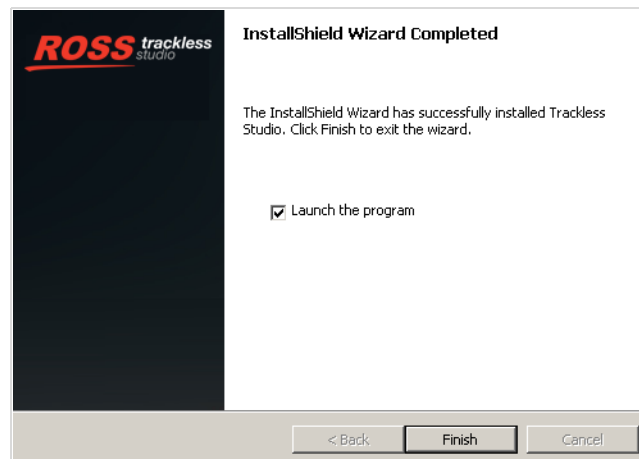 ROSS trackless
studio
InstallShield Wizard Completed
The InstallShield Wizard has successfully installed Trackless
Studio. Click Finish to exit the wizard.
Launch the program
< Back
Finish
Cancel